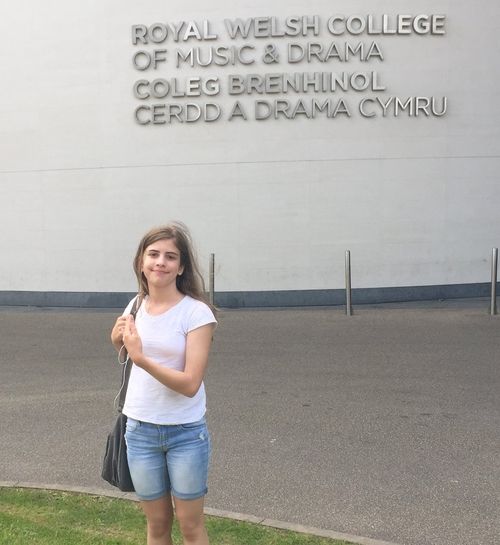 ROYAL WELSH COLLEGE
OF MUSIC & DRAMA
COLEG BRENHINOL
CERDD A DRAMA CYMRU